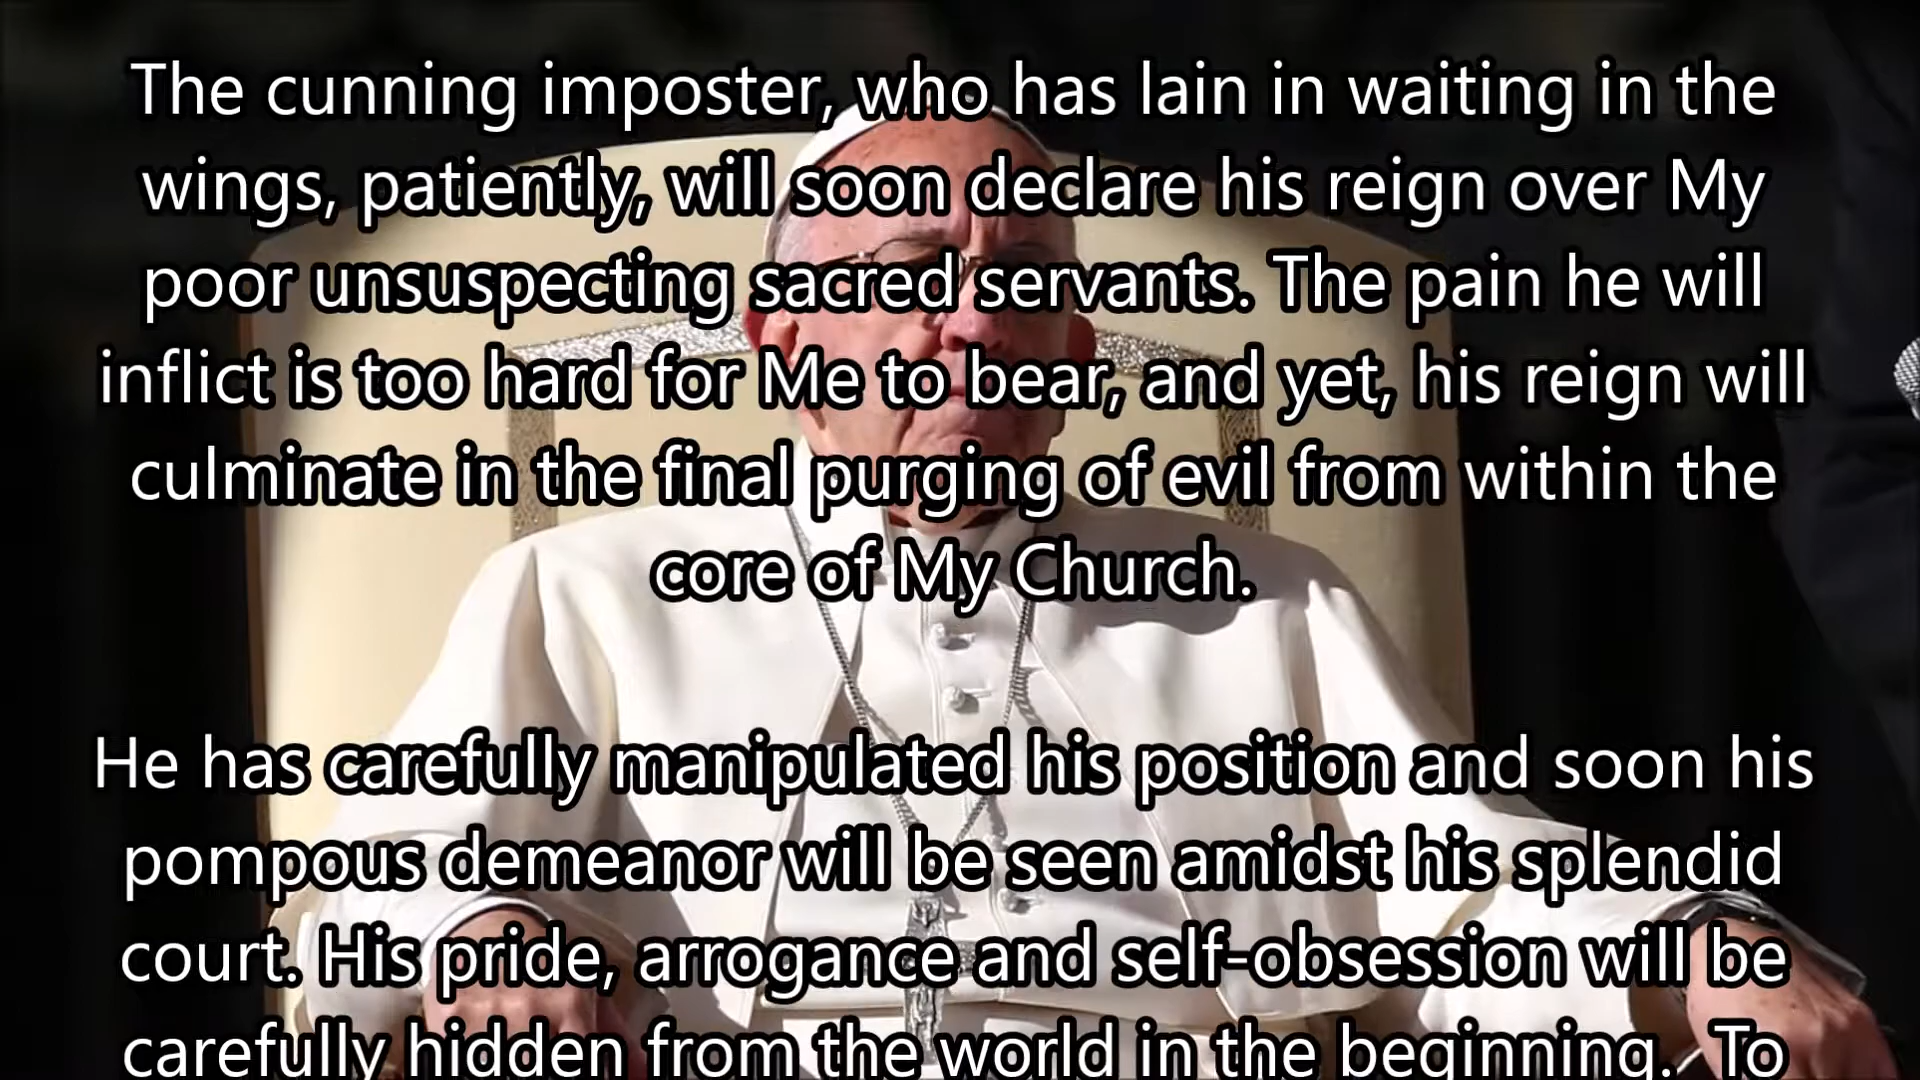 The cunning imposter, who has lain in waiting in the
wings, patiently, will soon declare his reign over My
poor unsuspecting sacred servants. The pain he will
inflict is too hard for Me to bear, and yet, his reign will
culminate in the final purging of evil from within the
core of My Church.
He has carefully manipulated his position and soon his
pompous demeanor will be seen amidst his splendid
court. His pride, arrogance and self-obsession will be
carefully hidden from the world in the beginning. To